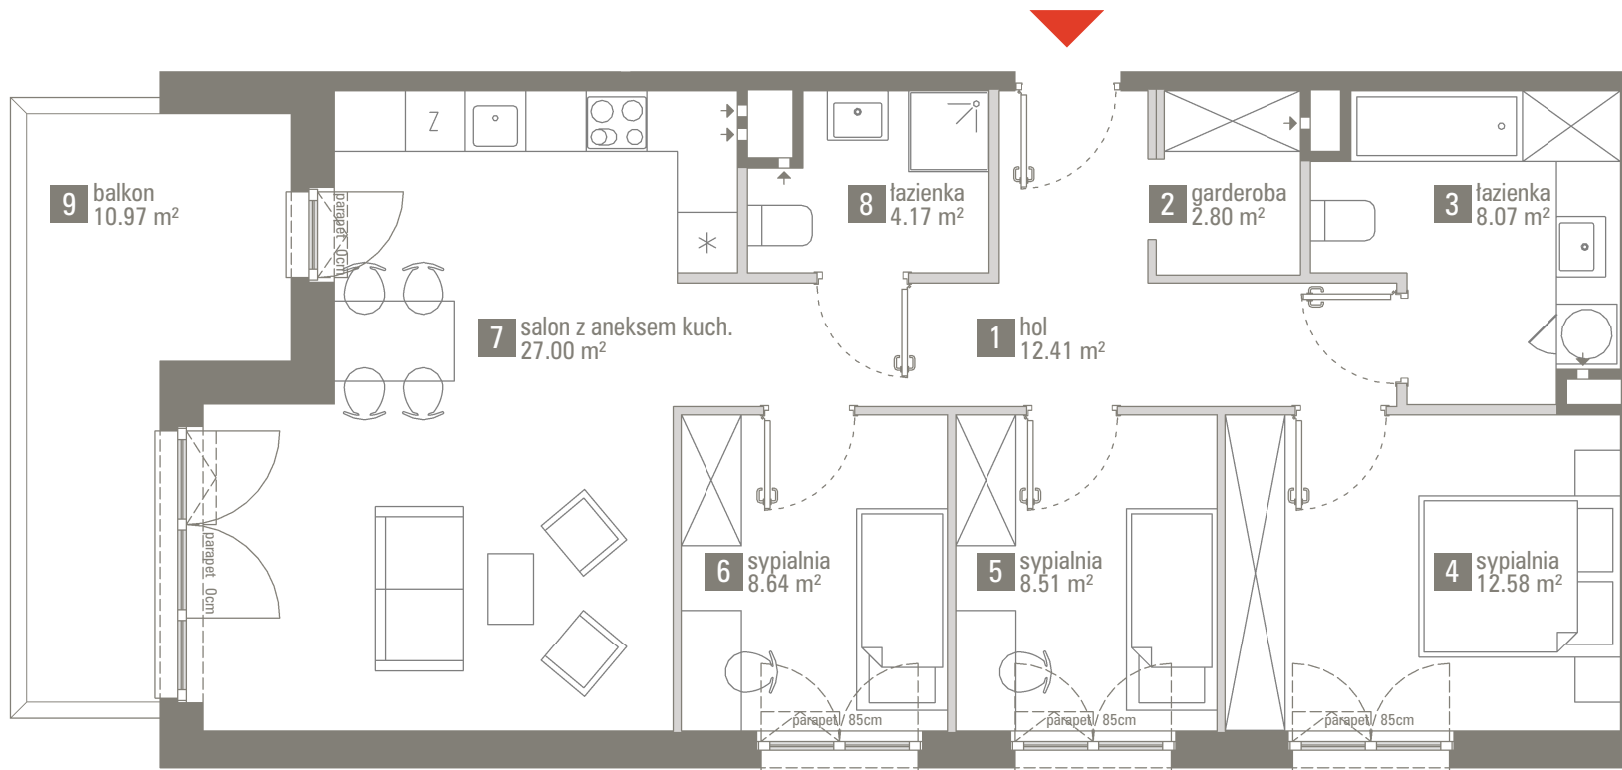 Z
9 balkon
10.97 m²
parapet 0cm
8 łazienka
4.17 m²
2 garderoba
2.80 m²
3 łazienka
8.07 m²
7 salon z aneksem kuch.
27.00 m²
1 hol
12.41 m²
parapet 0cm
6 sypialnia
8.64 m²
5 sypialnia
8.51 m²
4 sypialnia
12.58 m²
parapet / 85cm
parapet / 85cm
parapet / 85cm